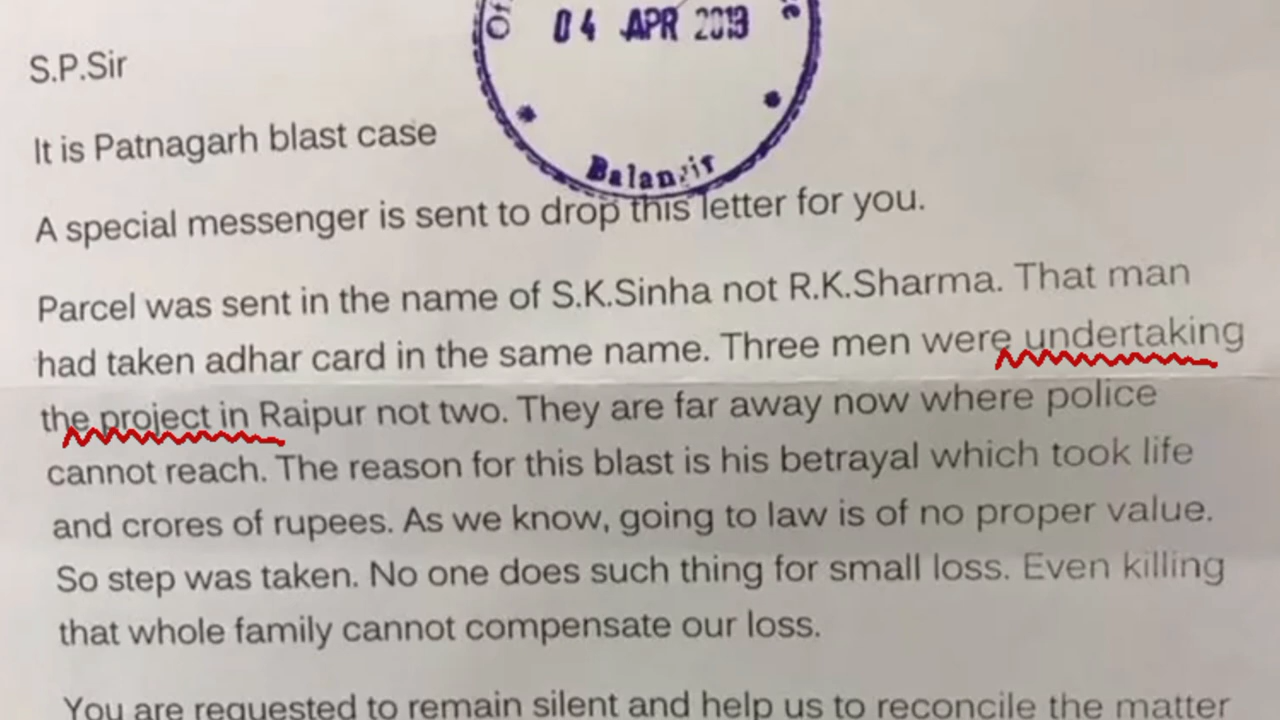 04 APR 2013
S.P.Sir
It is Patnagarh blast case
Balangir
A special messenger is sent to drop this letter for you.
Parcel was sent in the name of S.K.Sinha not R.K.Sharma. That man
had taken adhar card in the same name. Three men were undertaking
the project in Raipur not two. They are far away now where police
cannot reach. The reason for this blast is his betrayal which took life
and crores of rupees. As we know, going to law is of no proper value.
So step was taken. No one does such thing for small loss. Even killing
that whole family cannot compensate our loss.
You are requested to remain silent and help us to reconcile the matter